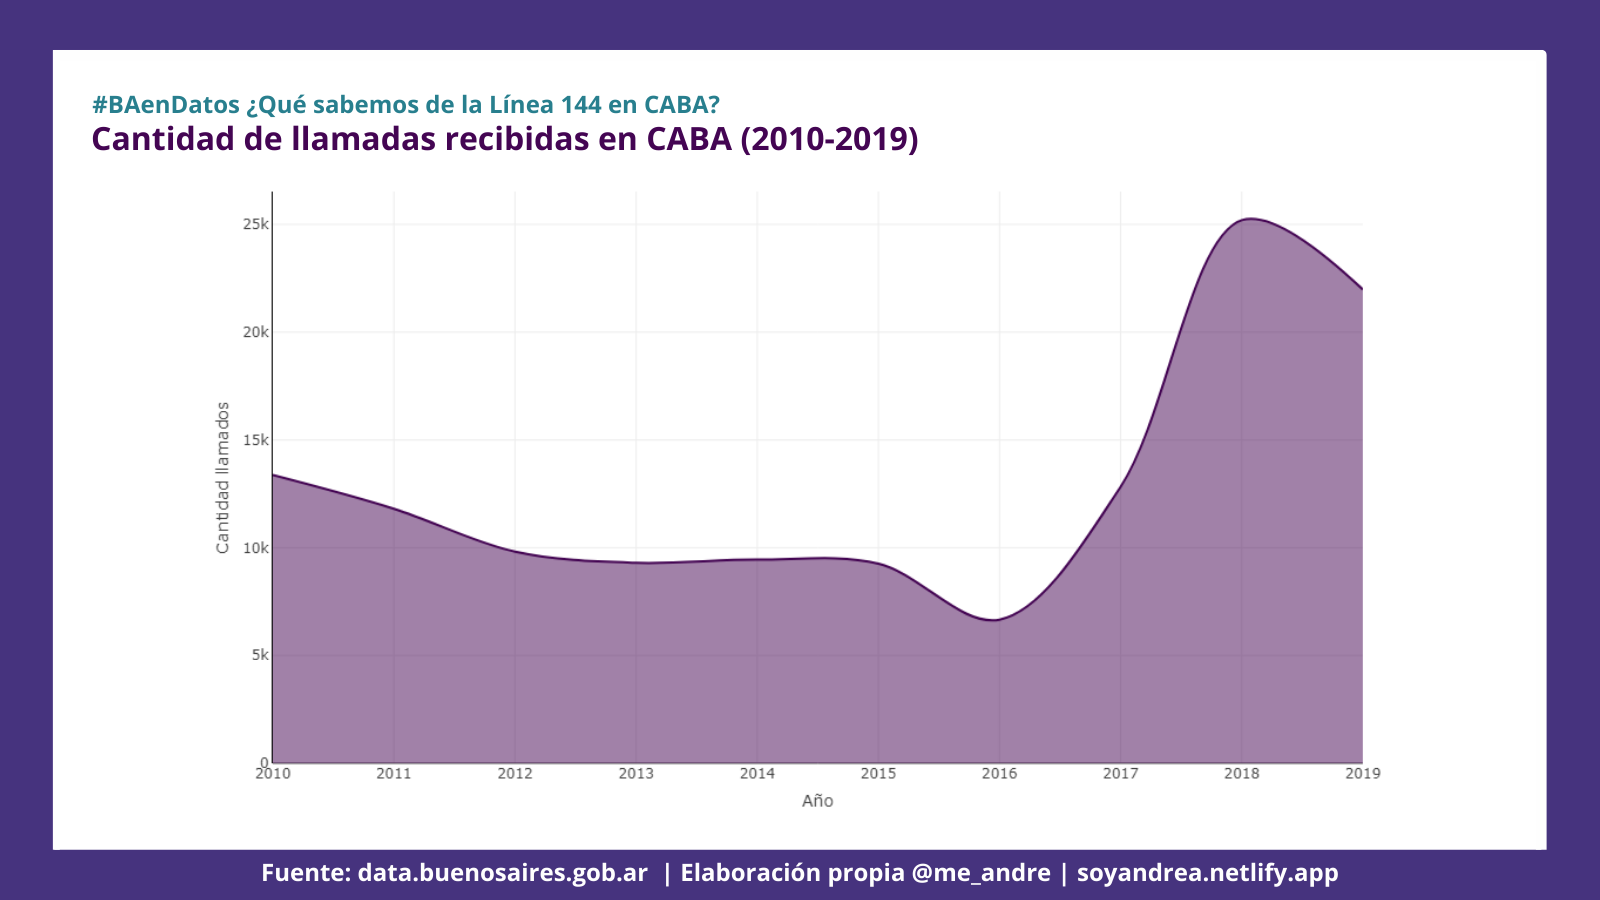 #BAenDatos ¿Qué sabemos de la Línea 144 en CABA?
Cantidad de llamadas recibidas en CABA (2010-2019)
25k
20k
15k
10k
5k
0
Cantidad llamados
2010 2011 2012 2013 2014 2015 2016 2017 2018 2019
Año
Fuente: data.buenosaires.gob.ar | Elaboración propia @me_andre | soyandrea.netlify.app